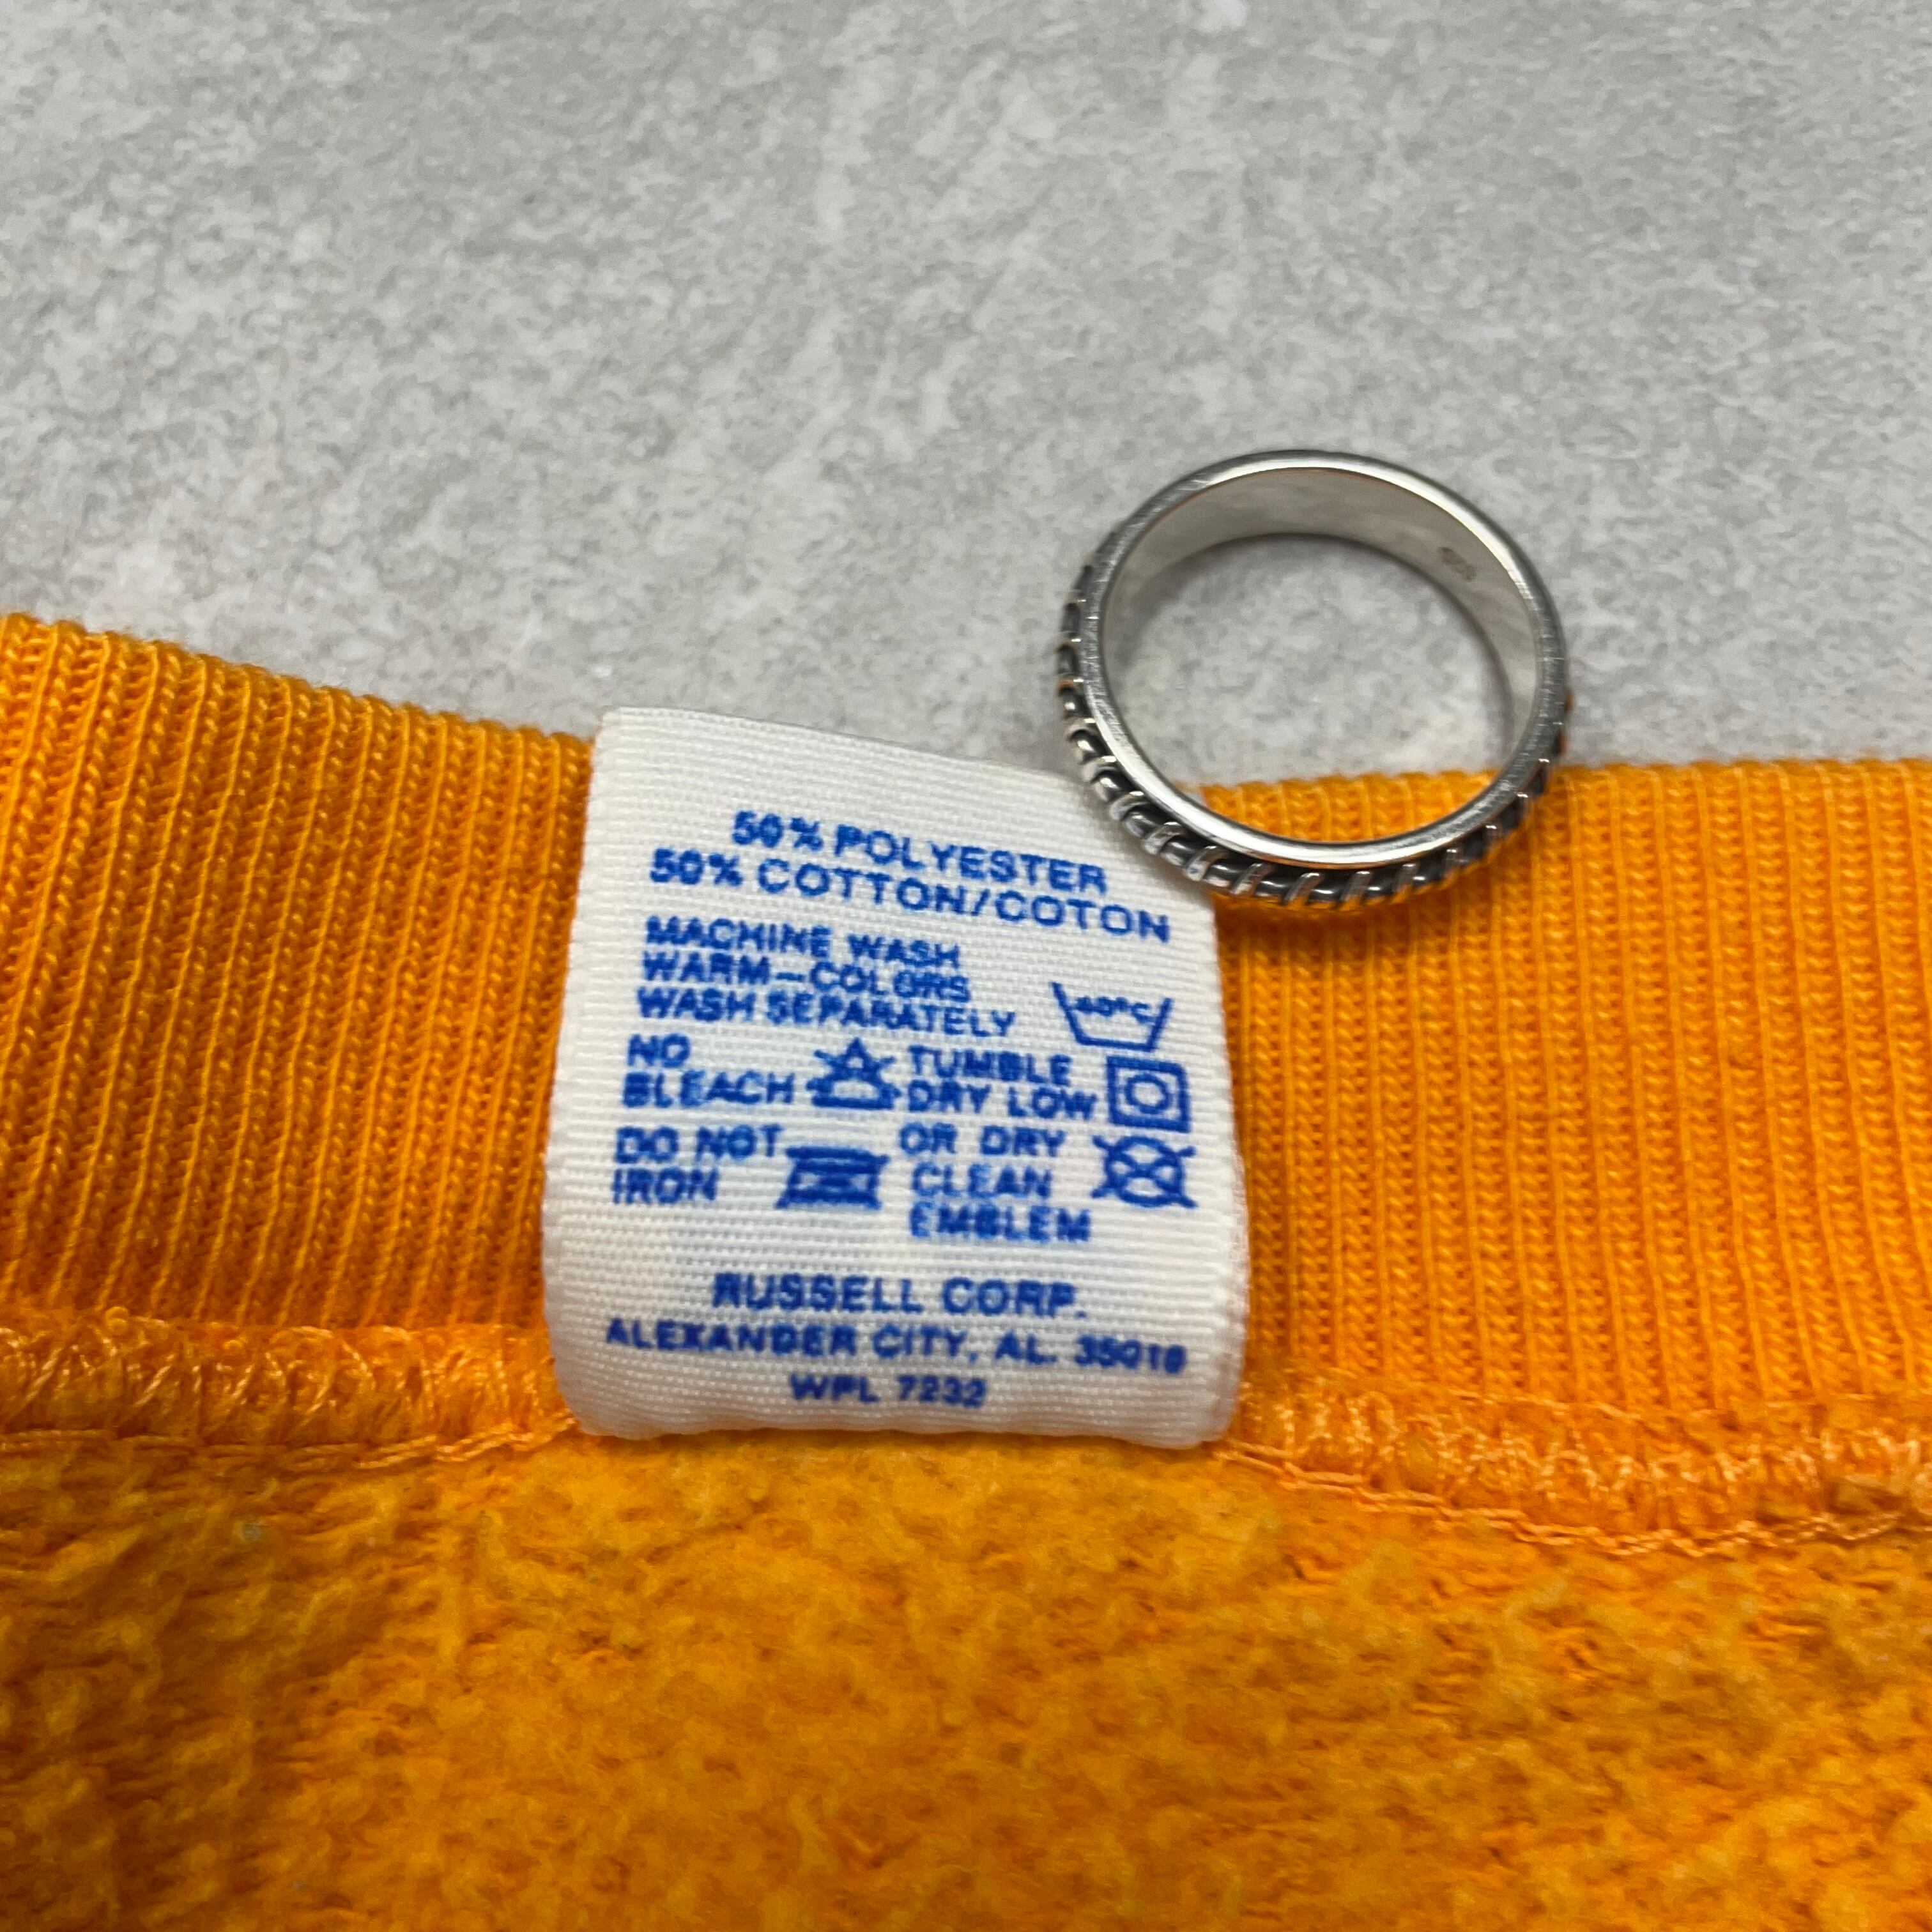 50% POLYESTER
50% COTTON/COTON
MACHINE WASH
WARM—COLORS
WASH SEPARATELY
40°C
NO
BLEACH
TUMBLE
DRY LOW
DO NOT
IRON
OR DRY
CLEAN
EMBLEM
RUSSELL CORP.
ALEXANDER CITY, AL. 35010
WPL 7232